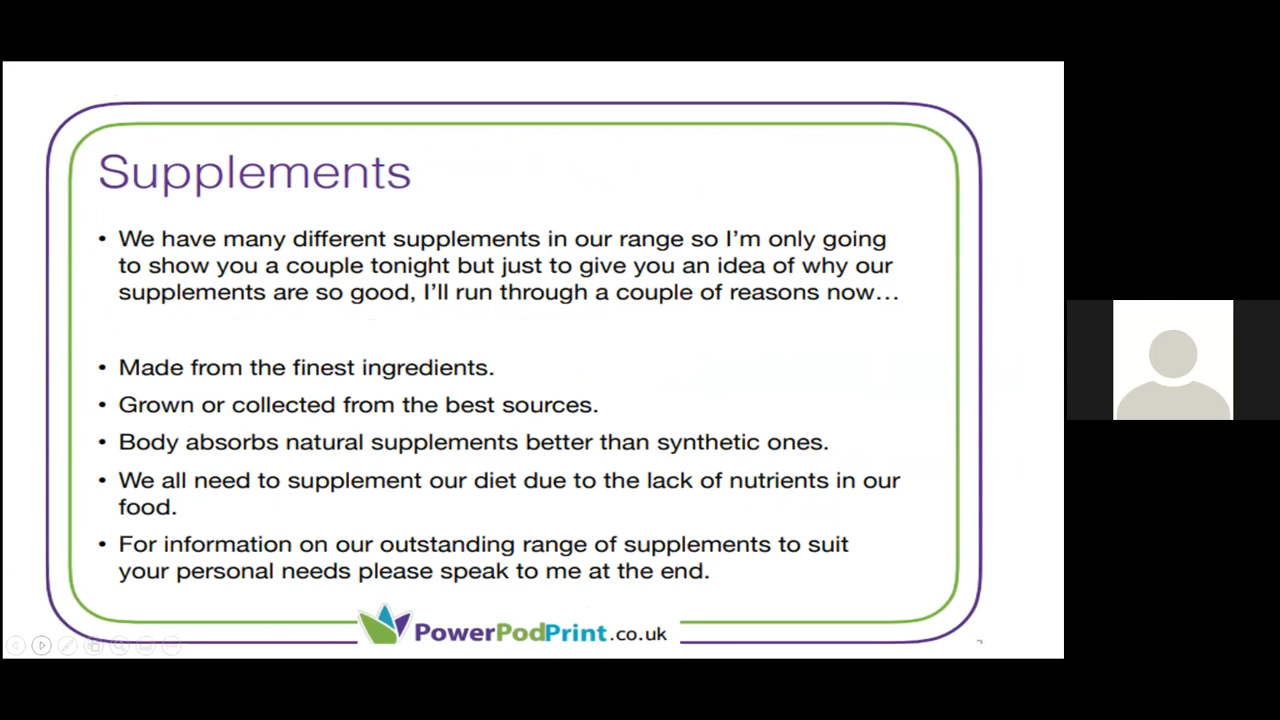 Supplements
• We have many different supplements in our range so I'm only going
to show you a couple tonight but just to give you an idea of why our
supplements are so good, I'll run through a couple of reasons now…
• Made from the finest ingredients.
• Grown or collected from the best sources.
• Body absorbs natural supplements better than synthetic ones.
• We all need to supplement our diet due to the lack of nutrients in our
food.
• For information on our outstanding range of supplements to suit
your personal needs please speak to me at the end.
PowerPodPrint.co.uk